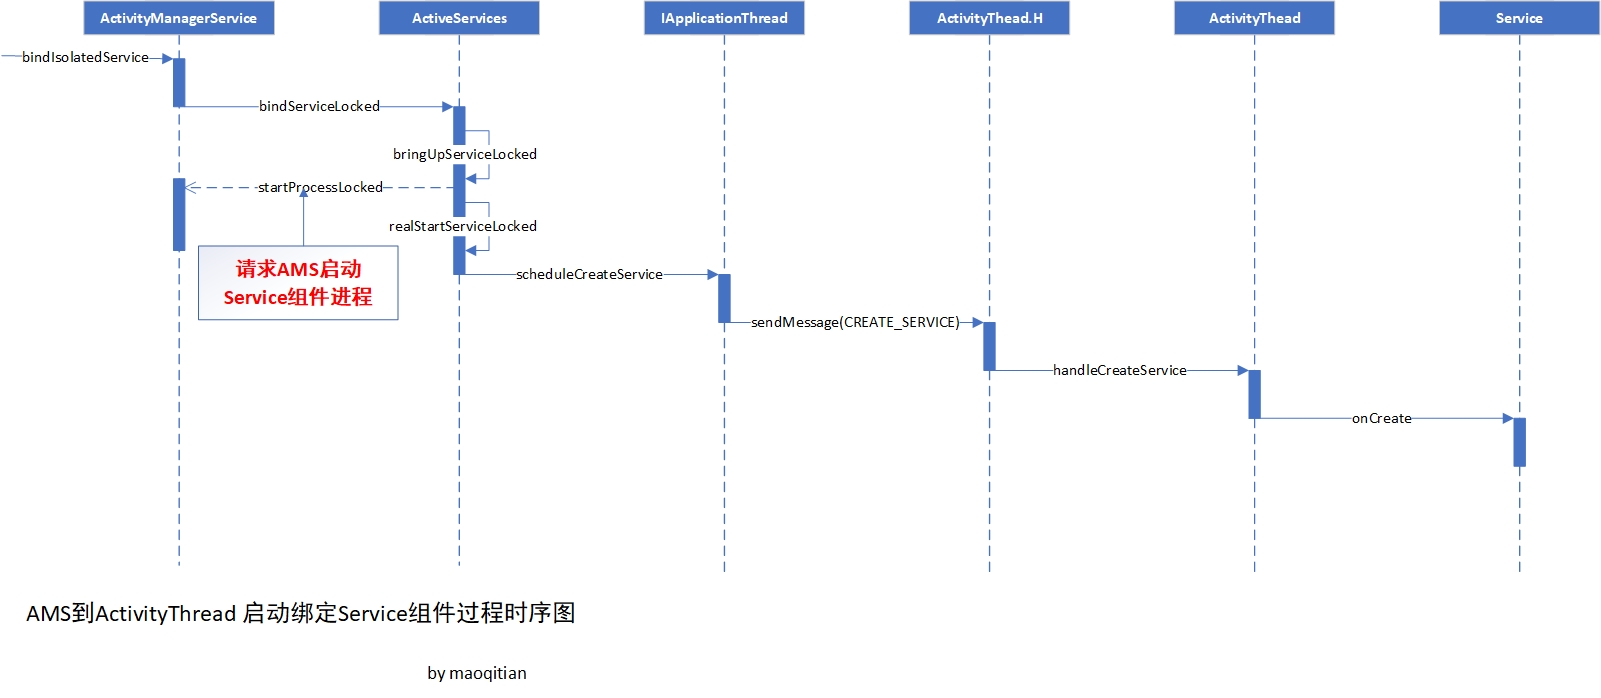 ActivityManagerService
ActiveServices
IApplicationThread
ActivityThead.H
ActivityThead
Service
bindIsolatedService
bindServiceLocked
bringUpServiceLocked
startProcessLocked
realStartServiceLocked
请求AMS启动
Service组件进程
scheduleCreateService
sendMessage(CREATE_SERVICE)
handleCreateService
onCreate
AMS到ActivityThread 启动绑定Service组件过程时序图
by maoqitian